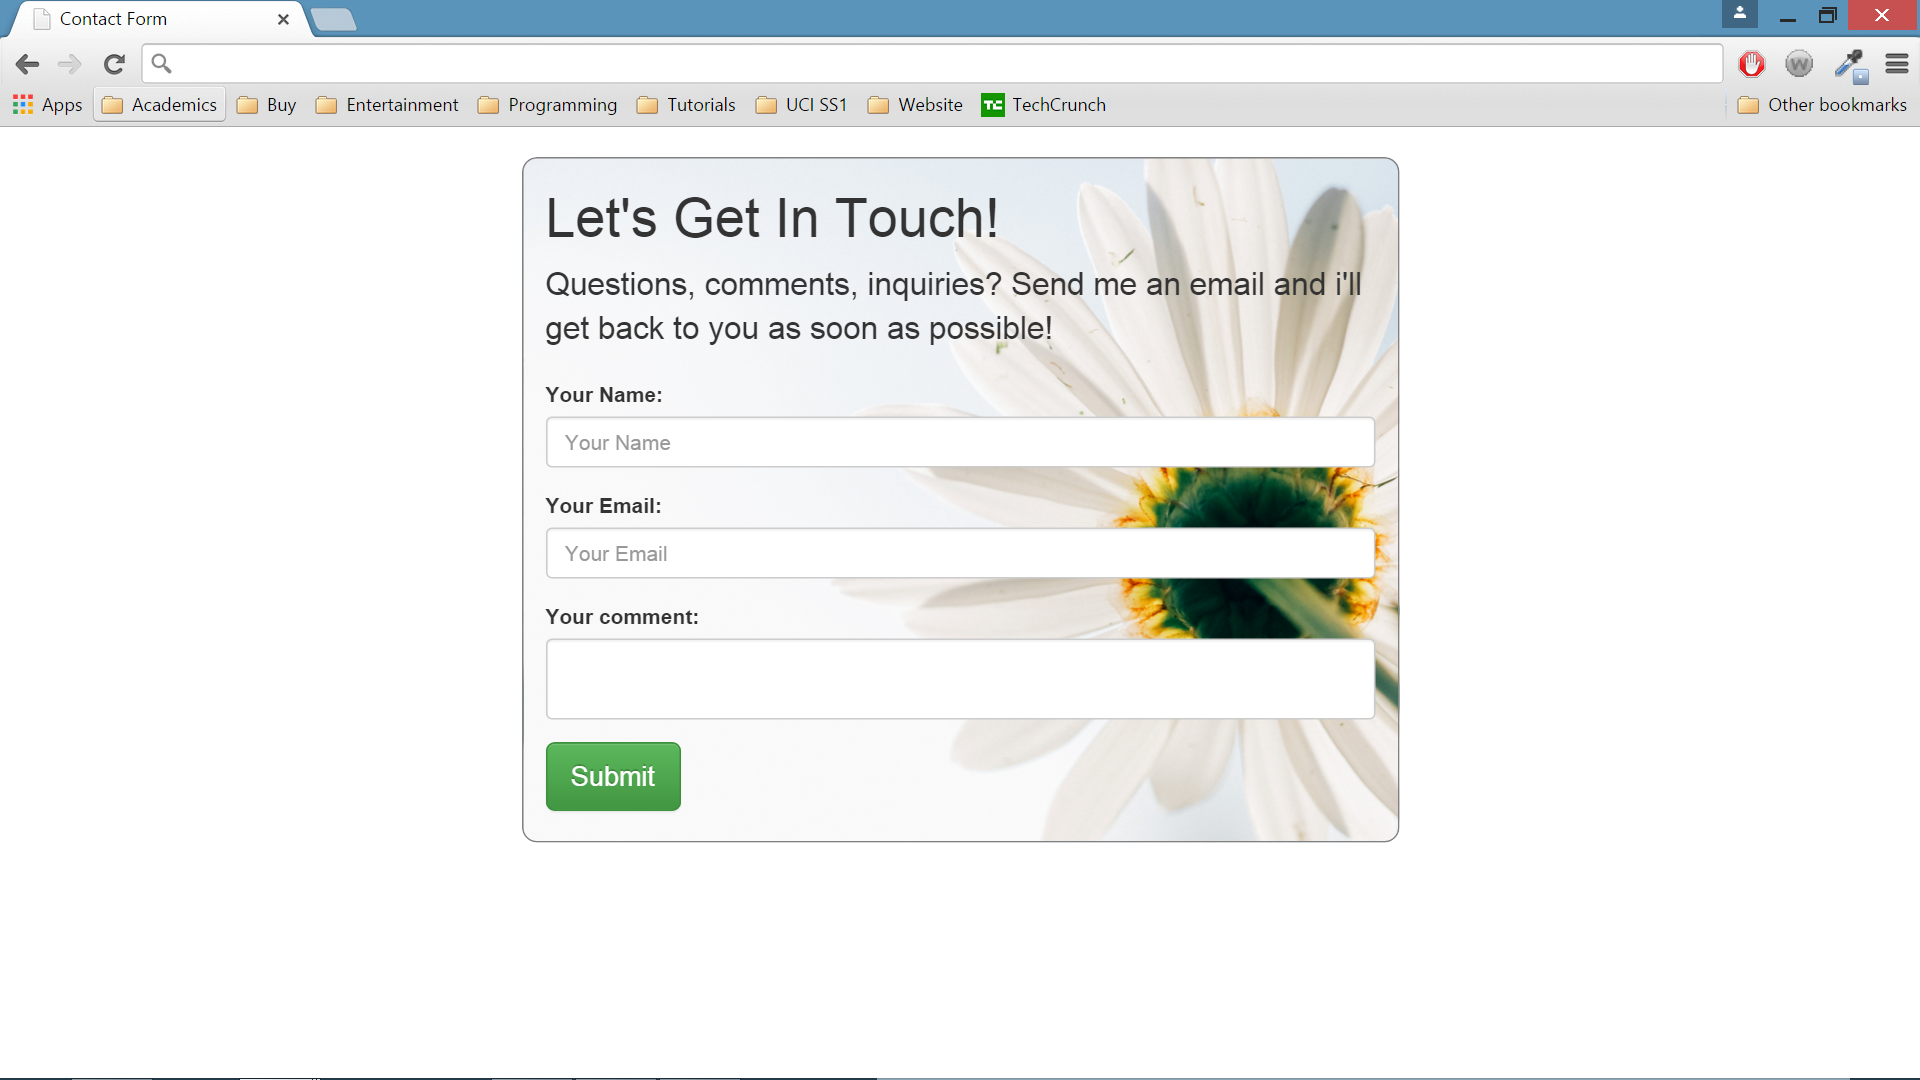 Contact Form
Apps Academics Buy Entertainment Programming Tutorials UCI SS1 Website TC TechCrunch Other bookmarks
W
Let's Get In Touch!
Questions, comments, inquiries? Send me an email and i'll
get back to you as soon as possible!
Your Name:
Your Name
Your Email:
Your Email
Your comment:
Submit